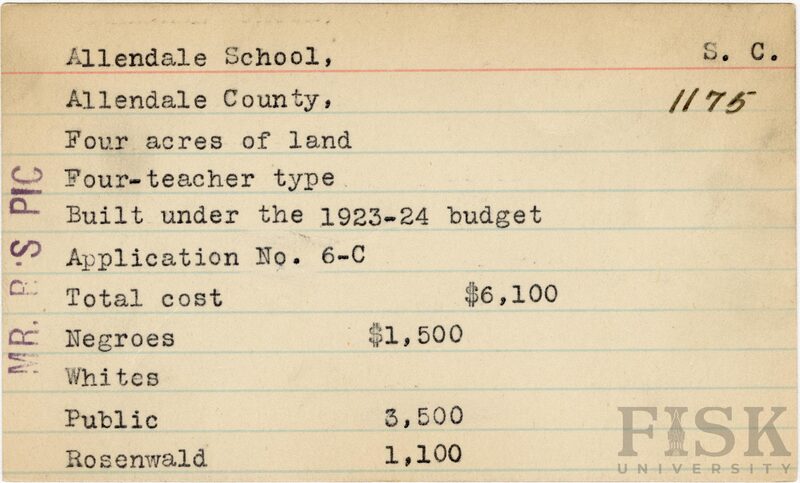 Allendale School, S. C.
Allendale County, 1175
Four acres of land
Four-teacher type
Built under the 1923-24 budget
Application No. 6-C
Total cost $6,100
Negroes $1,500
Whites
Public 3,500
Rosenwald 1,100
MR. R'S PIC
FISK
UNIVERSITY